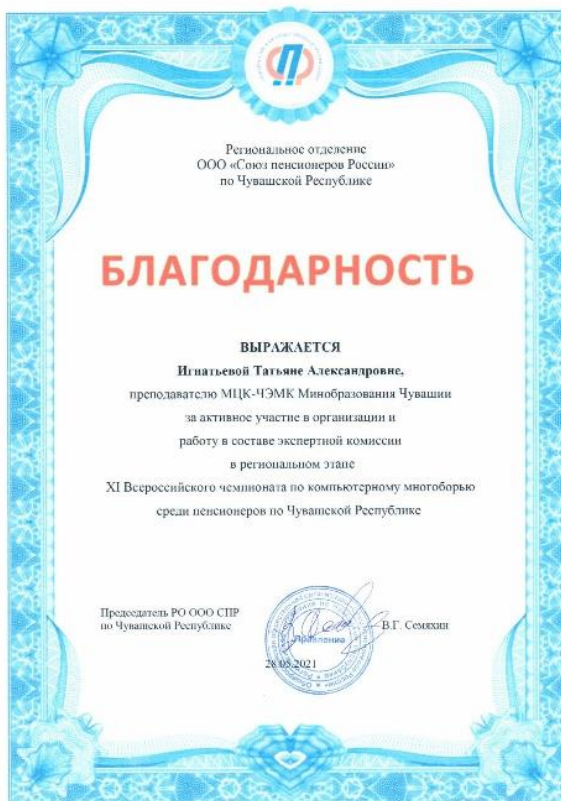 Региональное отделение
ООО «Союз пенсионеров России»
по Чувашской Республике
БЛАГОДАРНОСТЬ
ВЫРАЖАЕТСЯ
Игнатьевой Татьяне Александровне,
преподавателю МЦК-ЧЭМК Минобразования Чувашии
за активное участие в организации и
работу в составе экспертной комиссии
в региональном этапе
XI Всероссийского чемпионата по компьютерному многоборью
среди пенсионеров по Чувашской Республике
Председатель РО ООО СПР
по Чувашской Республике
В.Г. Семяхин
Правление
28.05.2021